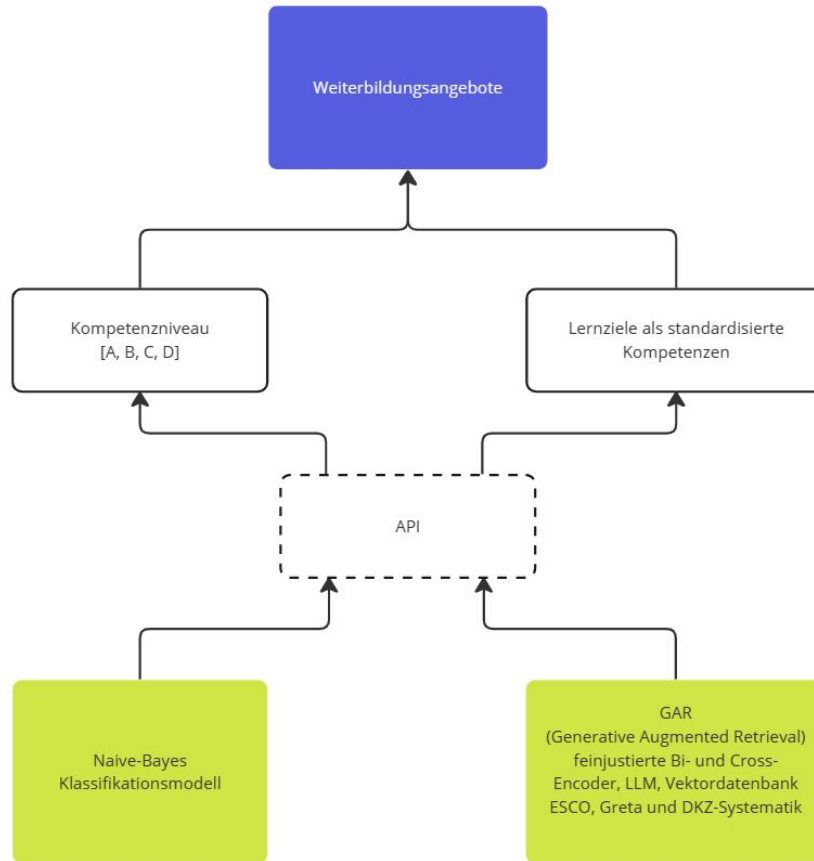 Weiterbildungsangebote
Kompetenzniveau
[A, B, C, D]
Lernziele als standardisierte
Kompetenzen
API
Naive-Bayes
Klassifikationsmodell
GAR
(Generative Augmented Retrieval)
feinjustierte Bi- und Cross-
Encoder, LLM, Vektordatenbank
ESCO, Greta und DKZ-Systematik